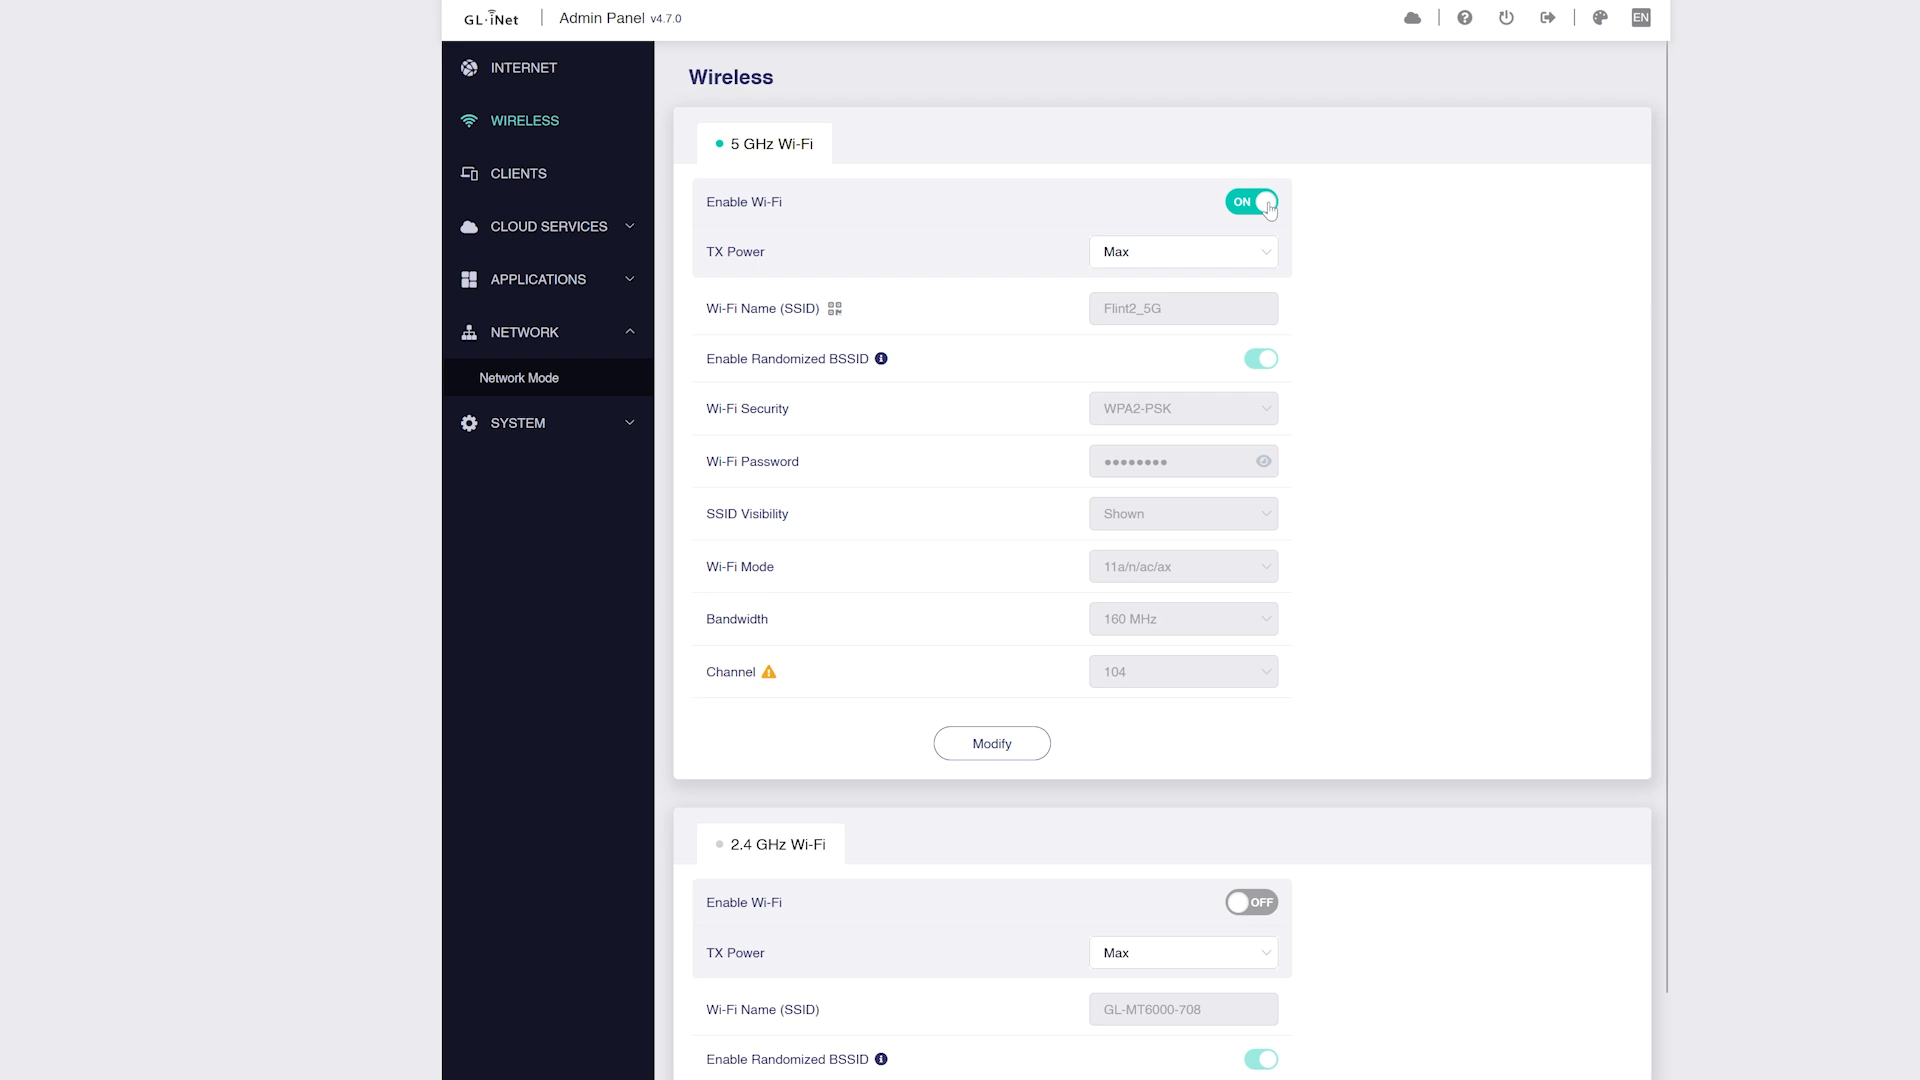 GL·iNet
Admin Panel v4.7.0
EN
INTERNET
WIRELESS
CLIENTS
CLOUD SERVICES
APPLICATIONS
NETWORK
Network Mode
SYSTEM
Wireless
5 GHz Wi-Fi
Enable Wi-Fi ON
TX Power Max
Wi-Fi Name (SSID) Flint2_5G
Enable Randomized BSSID
Wi-Fi Security WPA2-PSK
Wi-Fi Password ••••••••
SSID Visibility Shown
Wi-Fi Mode 11a/n/ac/ax
Bandwidth 160 MHz
Channel 104
Modify
2.4 GHz Wi-Fi
Enable Wi-Fi OFF
TX Power Max
Wi-Fi Name (SSID) GL-MT6000-708
Enable Randomized BSSID